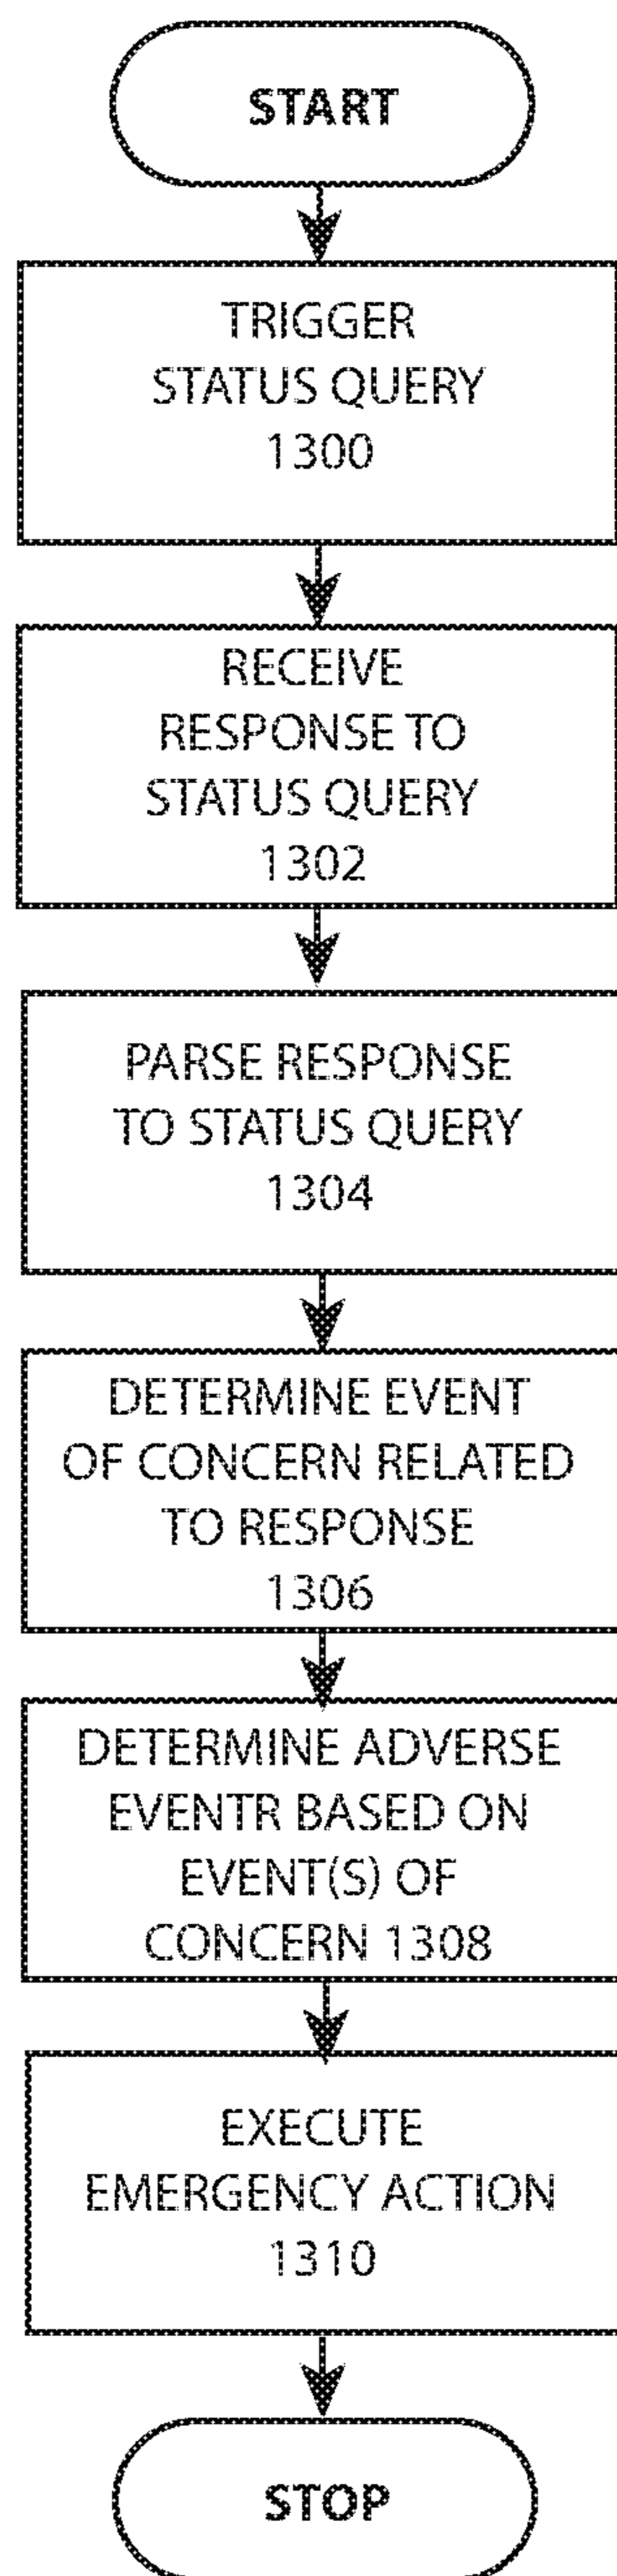 START
TRIGGER
STATUS QUERY
1300
RECEIVE
RESPONSE TO
STATUS QUERY
1302
PARSE RESPONSE
TO STATUS QUERY
1304
DETERMINE EVENT
OF CONCERN RELATED
TO RESPONSE
1306
DETERMINE ADVERSE
EVENTR BASED ON
EVENT(S) OF
CONCERN 1308
EXECUTE
EMERGENCY ACTION
1310
STOP